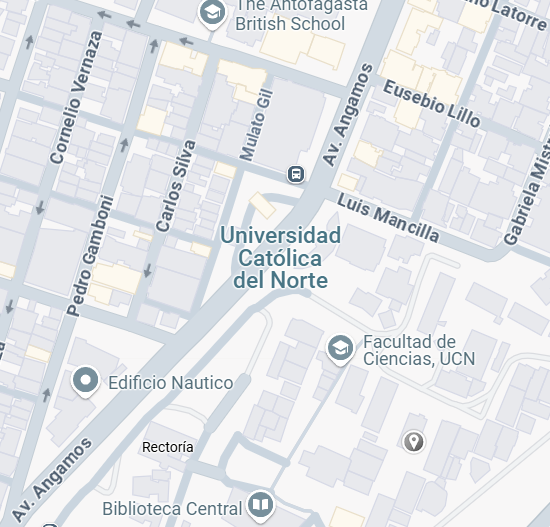 The Antofagasta
British School
Latorre
Cornelio Vernaza
Mulato Gil
Av. Angamos
Eusebio Lillo
Carlos Silva
Pedro Gamboni
Luis Mancilla
Gabriela Mistr
Universidad
Católica
del Norte
Facultad de
Ciencias, UCN
Edificio Nautico
Rectoría
Av. Angamos
Biblioteca Central